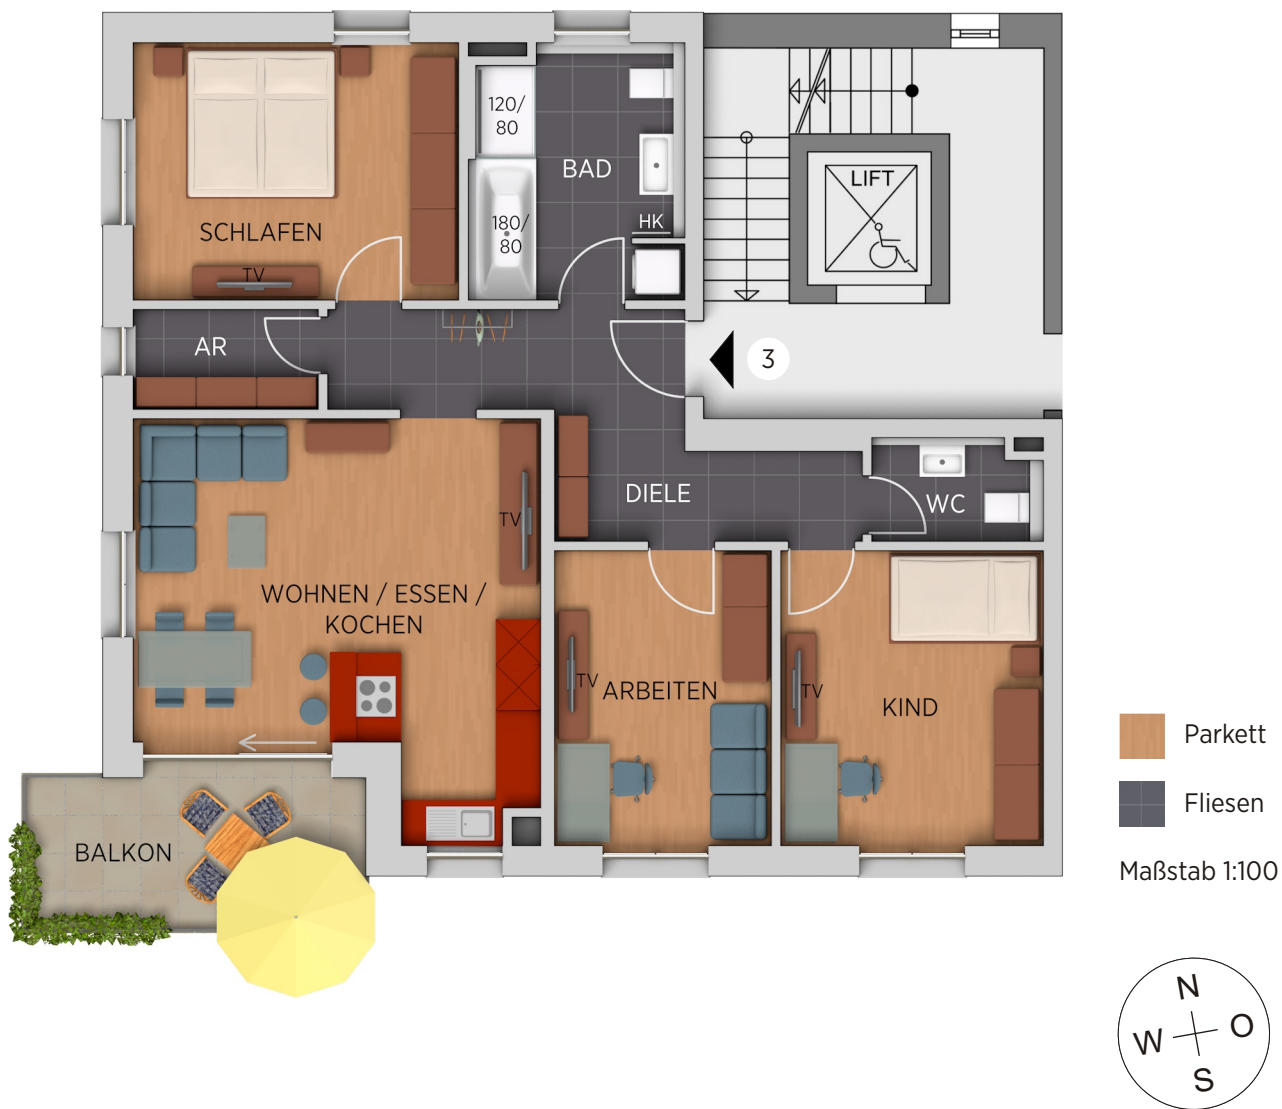 120/
80
BAD
LIFT
SCHLAFEN
180/
80
HK
TV
AR
3
DIELE
WC
TV
WOHNEN / ESSEN /
KOCHEN
TV
ARBEITEN
TV
KIND
Parkett
Fliesen
BALKON
Maßstab 1:100
N
W
O
S